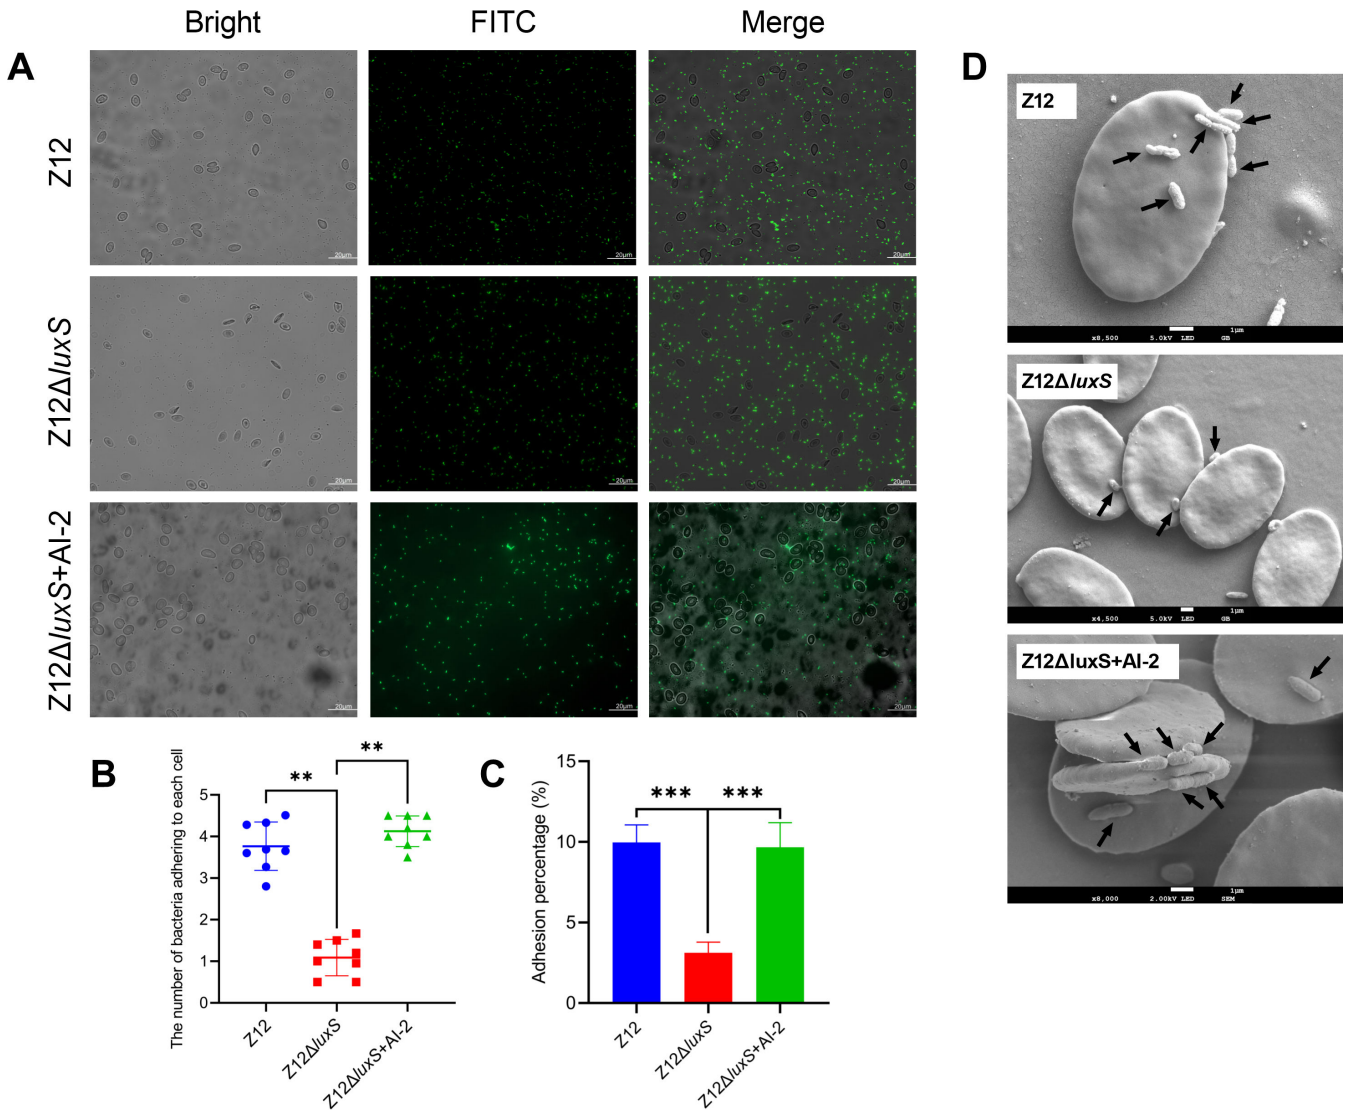 Bright FITC Merge
A
Z12
20μm 20μm 20μm
Z12ΔluxS
20μm 20μm 20μm
Z12ΔluxS+AI-2
20μm 20μm 20μm
B
The number of bacteria adhering to each cell
5
4
3
2
1
0
**
**
Z12
Z12ΔluxS
Z12ΔluxS+AI-2
C
Adhesion percentage (%)
15
10
5
0
*** ***
Z12
Z12ΔluxS
Z12ΔluxS+AI-2
D
Z12
x8,500 5.0kV LED GB 1μm
Z12ΔluxS
x4,500 5.0kV LED GB 1μm
Z12ΔluxS+AI-2
x8,000 2.00kV LED SEM 1μm